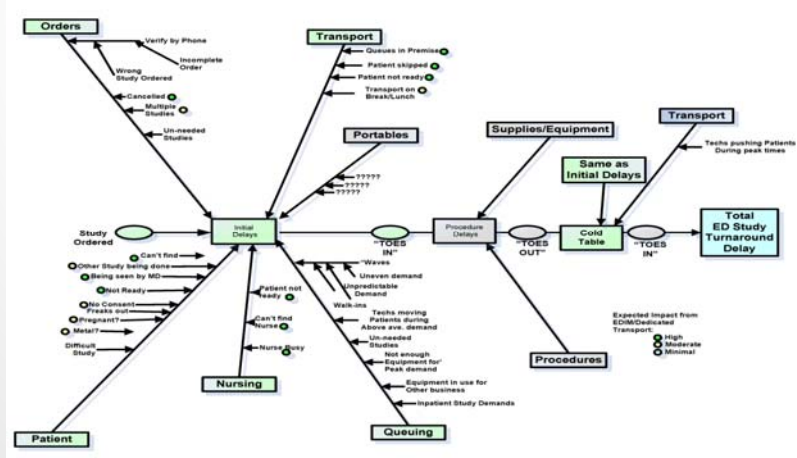 Orders
Verify by Phone
Incomplete
Order
Wrong
Study Ordered
Cancelled
Multiple
Studies
Un-needed
Studies
Transport
Queues in Premise
Patient skipped
Patient not ready
Transport on
Break/Lunch
Portables
?????
?????
?????
Supplies/Equipment
Transport
Techs pushing Patients
During peak times
Same as
Initial Delays
Study
Ordered
Initial
Delays
"TOES
IN"
Procedure
Delays
"TOES
OUT"
Cold
Table
"TOES
IN"
Total
ED Study
Turnaround
Delay
Can't find
Other Study being done
Being seen by MD
Not Ready
No Consent
Freaks out
Pregnant?
Metal?
Difficult
Study
Patient
Patient not
ready
Can't find
Nurse
Nurse Busy
Nursing
"Waves
Uneven demand
Unpredictable
Demand
Walk-ins
Techs moving
Patients during
Above ave. demand
Un-needed
Studies
Not enough
Equipment for'
Peak demand
Equipment in use for
Other business
Inpatient Study Demands
Queuing
Procedures
Expected Impact from
EDIM/Dedicated
Transport:
High
Moderate
Minimal